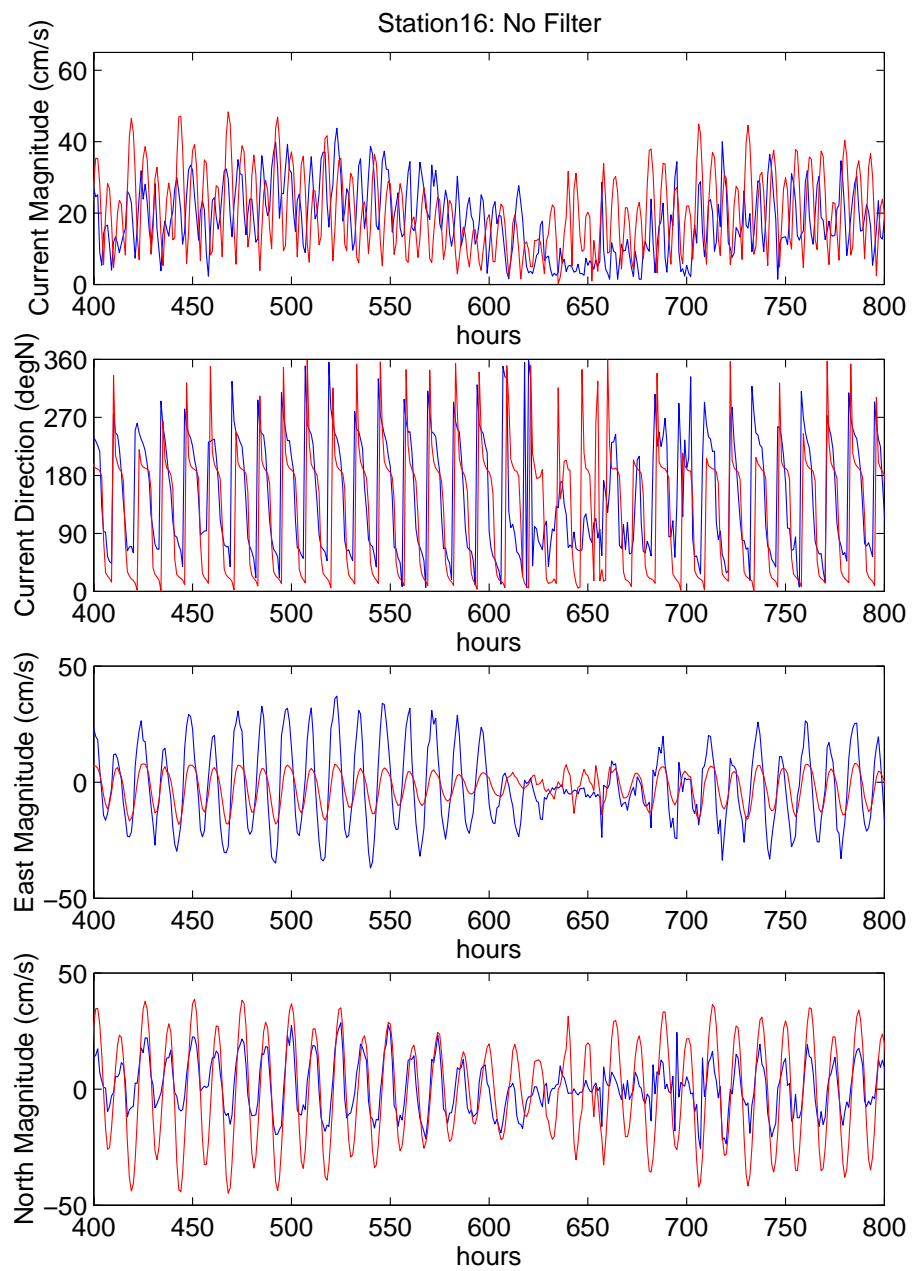 Station16: No Filter
Current Magnitude (cm/s)
60
40
20
0
400 450 500 550 600 650 700 750 800
hours
Current Direction (degN)
360
270
180
90
0
400 450 500 550 600 650 700 750 800
hours
East Magnitude (cm/s)
50
0
−50
400 450 500 550 600 650 700 750 800
hours
North Magnitude (cm/s)
50
0
−50
400 450 500 550 600 650 700 750 800
hours